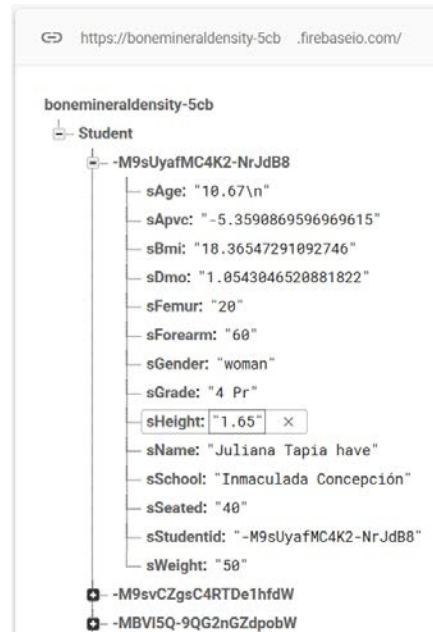 https://bonemineraldensity-5cb .firebaseio.com/
bonemineraldensity-5cb
Student
-M9sUyafMC4K2-NrJdB8
sAge: "10.67\n"
sApvc: "-5.3590869596969615"
sBmi: "18.36547291092746"
sDmo: "1.0543046520881822"
sFemur: "20"
sForearm: "60"
sGender: "woman"
sGrade: "4 Pr"
sHeight: "1.65" ×
sName: "Juliana Tapia have"
sSchool: "Inmaculada Concepción"
sSeated: "40"
sStudentid: "-M9sUyafMC4K2-NrJdB8"
sWeight: "50"
-M9svCZgsC4RTDe1hfdW
-MBVI5Q-9QG2nGZdpobW